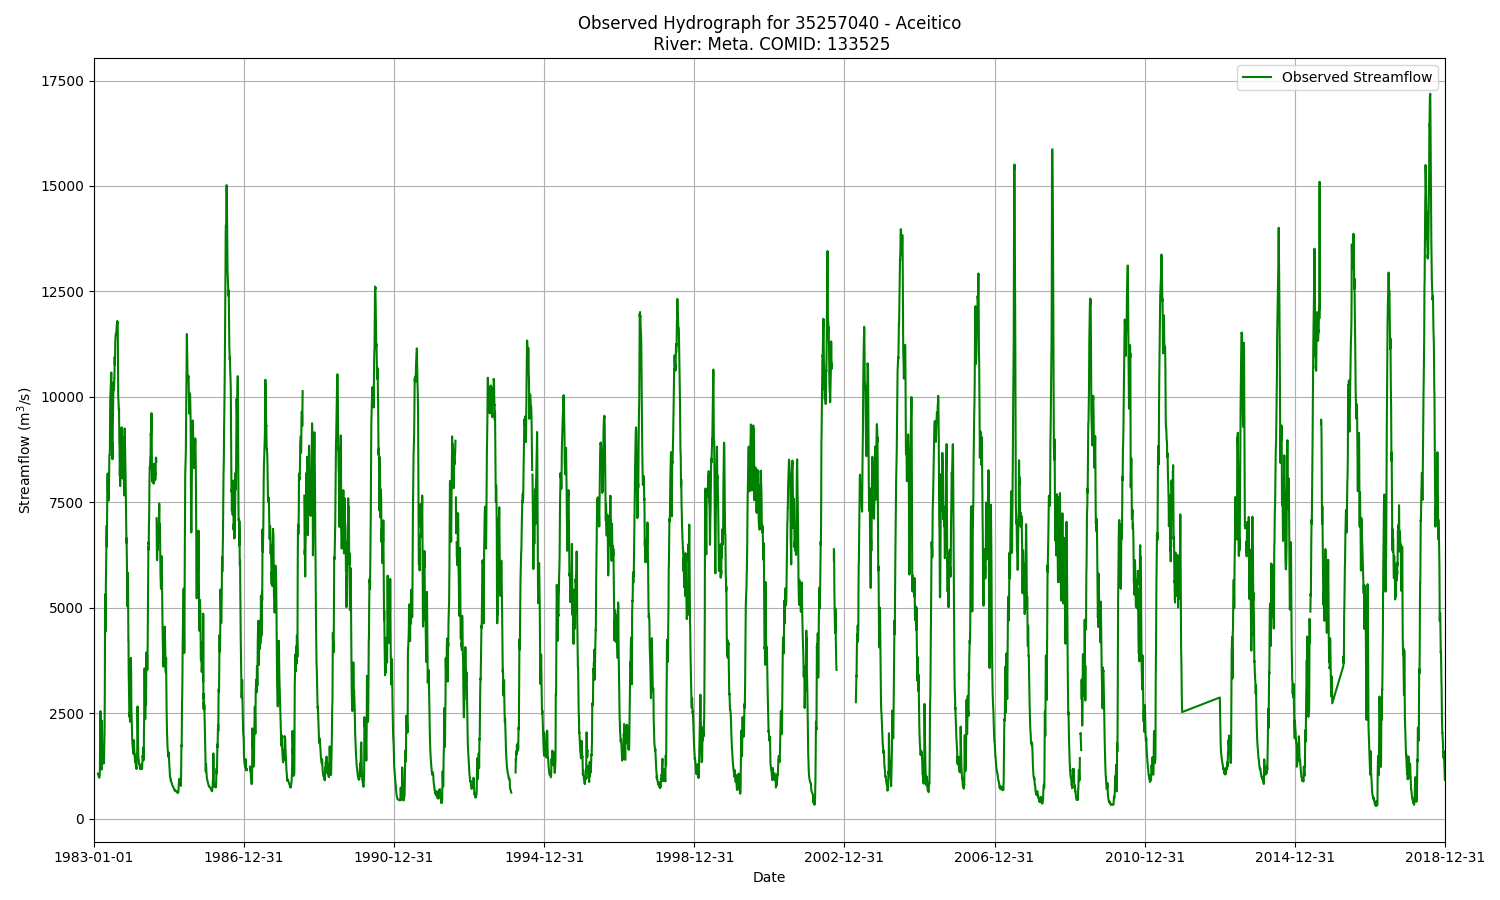 Observed Hydrograph for 35257040 - Aceitico
River: Meta. COMID: 133525
Observed Streamflow
17500
15000
12500
10000
7500
5000
2500
0
Streamflow (m³/s)
1983-01-01 1986-12-31 1990-12-31 1994-12-31 1998-12-31 2002-12-31 2006-12-31 2010-12-31 2014-12-31 2018-12-31
Date